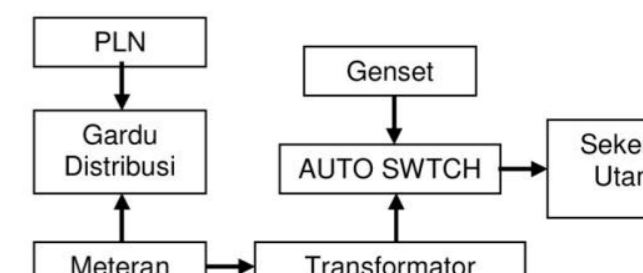 PLN
Genset
Gardu
Distribusi
AUTO SWTCH
Meteran
Transformator